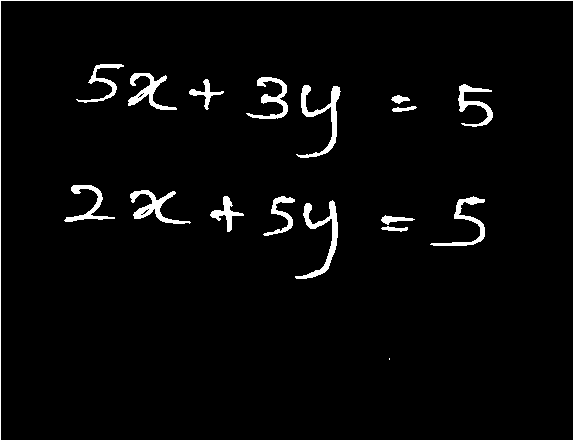 5x + 3y = 5
2x + 5y = 5